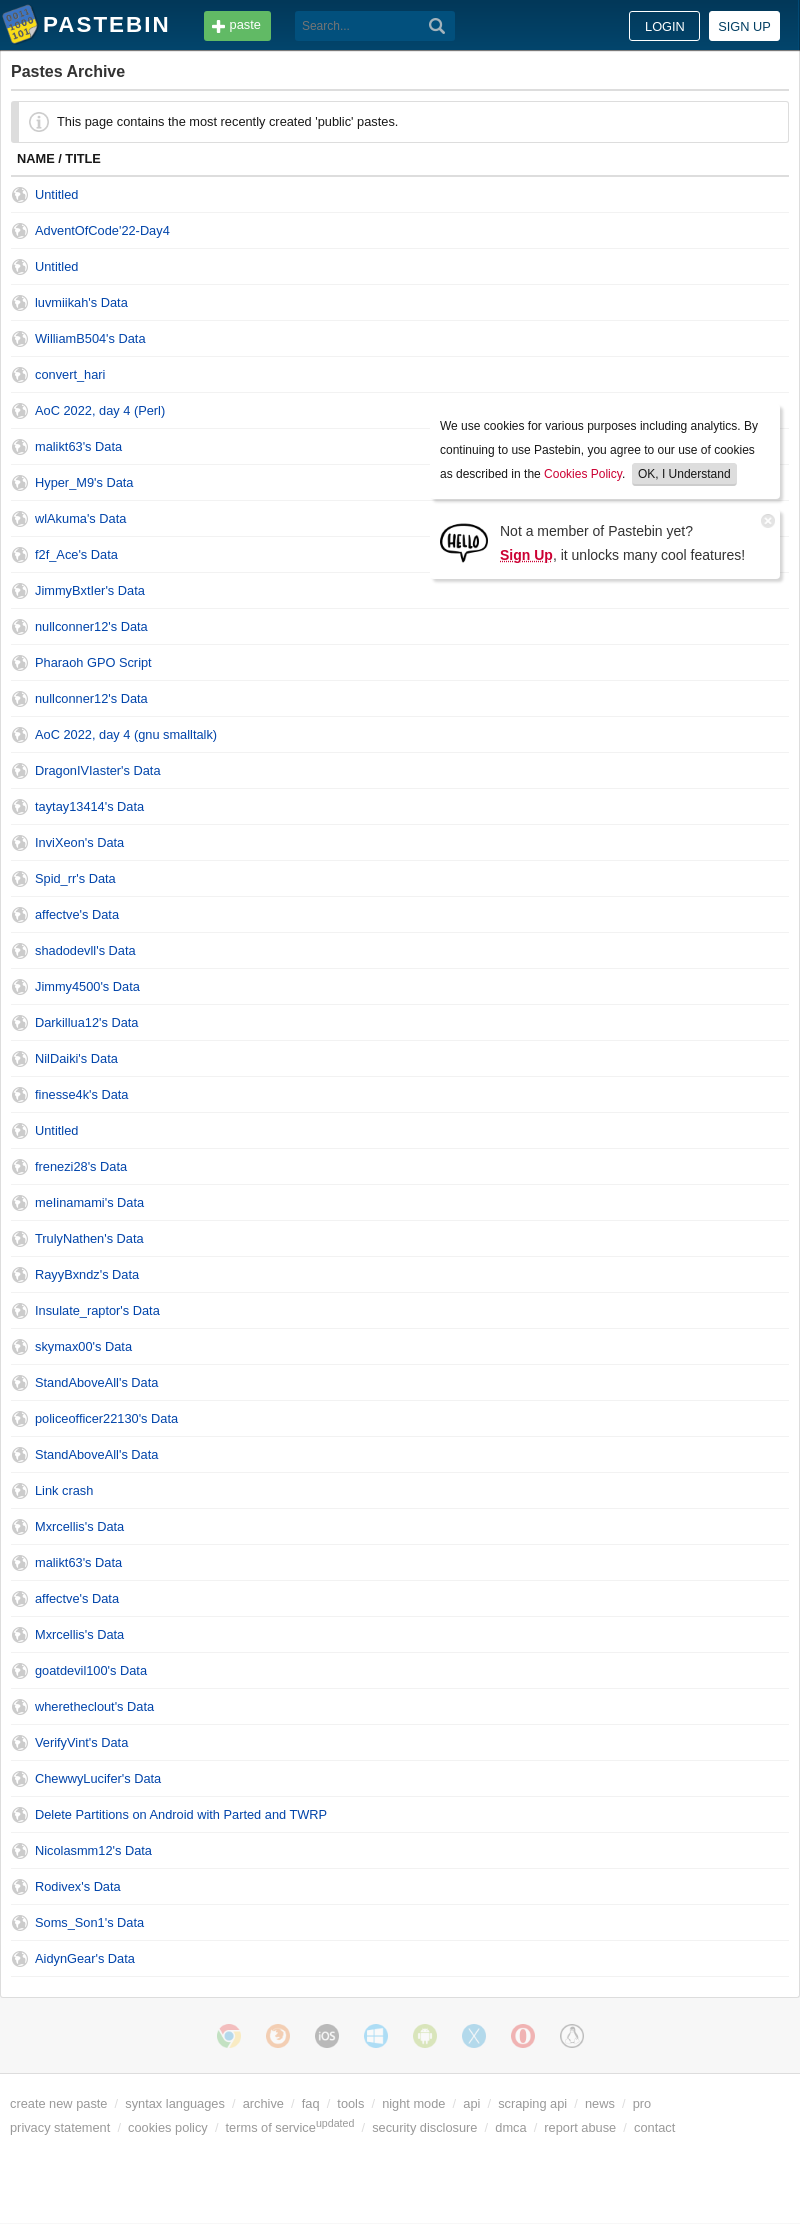 PASTEBIN
paste
Search...
LOGIN
SIGN UP
Pastes Archive
This page contains the most recently created 'public' pastes.
NAME / TITLE
Untitled
AdventOfCode'22-Day4
Untitled
luvmiikah's Data
WilliamB504's Data
convert_hari
AoC 2022, day 4 (Perl)
malikt63's Data
Hyper_M9's Data
wlAkuma's Data
f2f_Ace's Data
JimmyBxtler's Data
nullconner12's Data
Pharaoh GPO Script
nullconner12's Data
AoC 2022, day 4 (gnu smalltalk)
DragonIVIaster's Data
taytay13414's Data
InviXeon's Data
Spid_rr's Data
affectve's Data
shadodevll's Data
Jimmy4500's Data
Darkillua12's Data
NilDaiki's Data
finesse4k's Data
Untitled
frenezi28's Data
melinamami's Data
TrulyNathen's Data
RayyBxndz's Data
Insulate_raptor's Data
skymax00's Data
StandAboveAll's Data
policeofficer22130's Data
StandAboveAll's Data
Link crash
Mxrcellis's Data
malikt63's Data
affectve's Data
Mxrcellis's Data
goatdevil100's Data
wheretheclout's Data
VerifyVint's Data
ChewwyLucifer's Data
Delete Partitions on Android with Parted and TWRP
Nicolasmm12's Data
Rodivex's Data
Soms_Son1's Data
AidynGear's Data
We use cookies for various purposes including analytics. By
continuing to use Pastebin, you agree to our use of cookies
as described in the Cookies Policy. OK, I Understand
HELLO
Not a member of Pastebin yet?
Sign Up, it unlocks many cool features!
iOS
create new paste / syntax languages / archive / faq / tools / night mode / api / scraping api / news / pro
privacy statement / cookies policy / terms of service updated / security disclosure / dmca / report abuse / contact